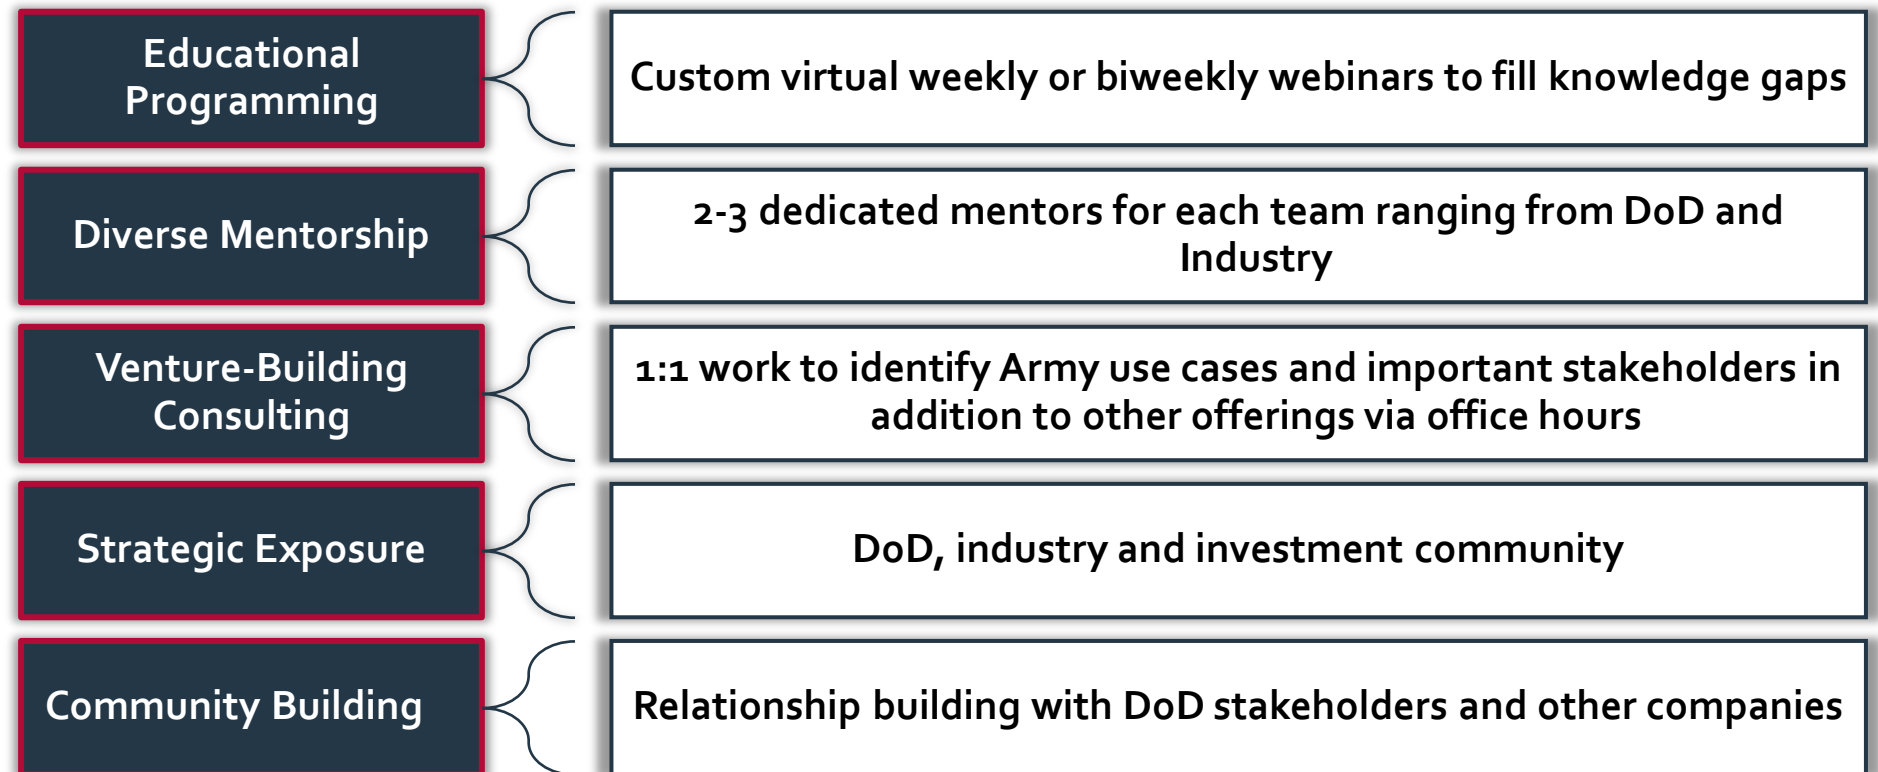 Educational
Programming
Custom virtual weekly or biweekly webinars to fill knowledge gaps
Diverse Mentorship
2-3 dedicated mentors for each team ranging from DoD and
Industry
Venture-Building
Consulting
1:1 work to identify Army use cases and important stakeholders in
addition to other offerings via office hours
Strategic Exposure
DoD, industry and investment community
Community Building
Relationship building with DoD stakeholders and other companies